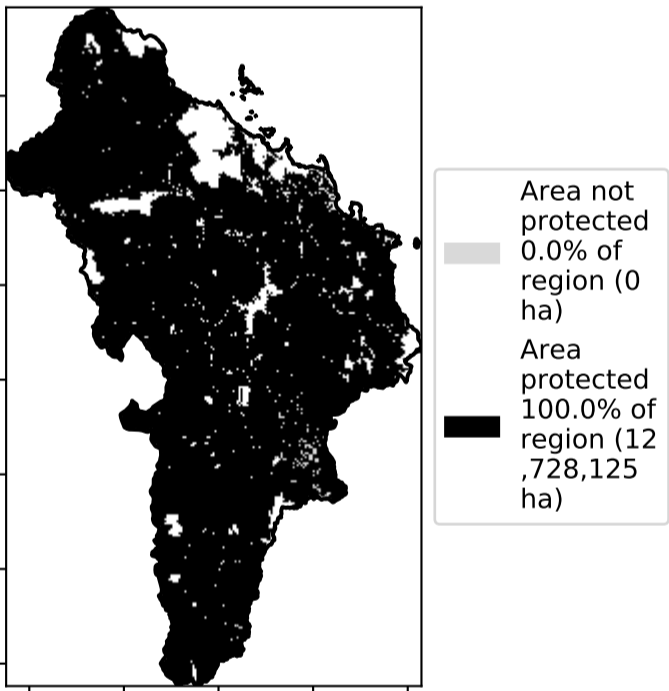 Area not
protected
0.0% of
region (0
ha)
Area
protected
100.0% of
region (12
,728,125
ha)